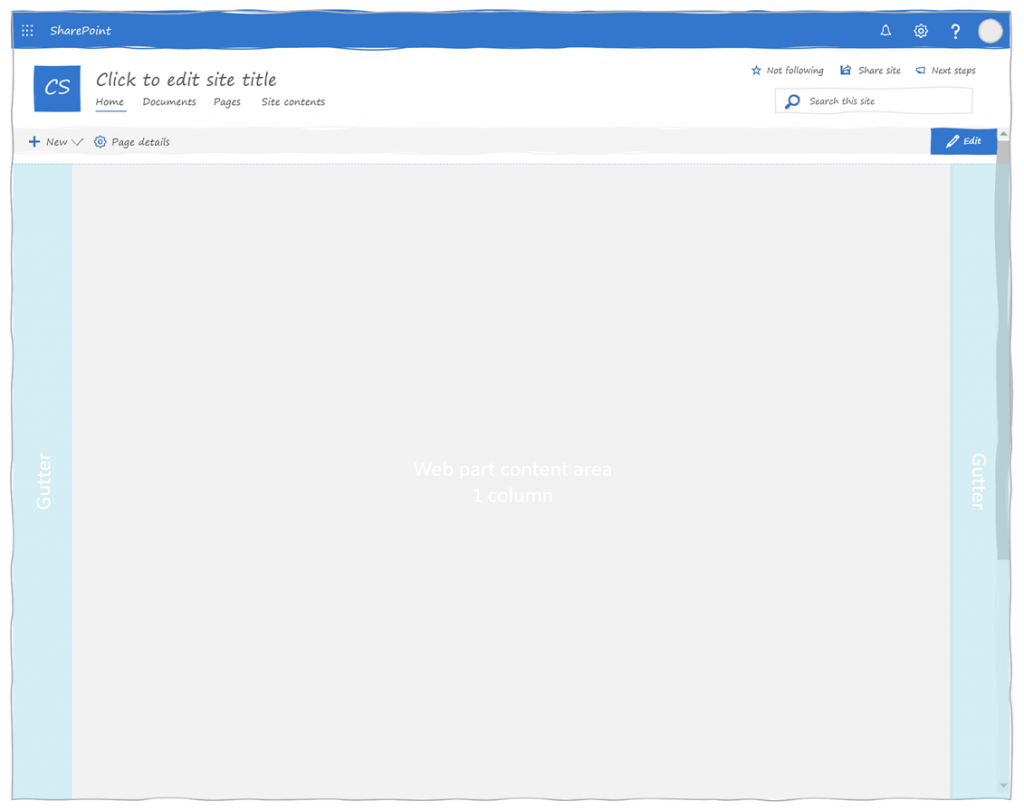 SharePoint
?
CS
Click to edit site title
Home Documents Pages Site contents
Not following Share site Next steps
Search this site
+ New Page details
Edit
Gutter
Web part content area
1 column
Gutter